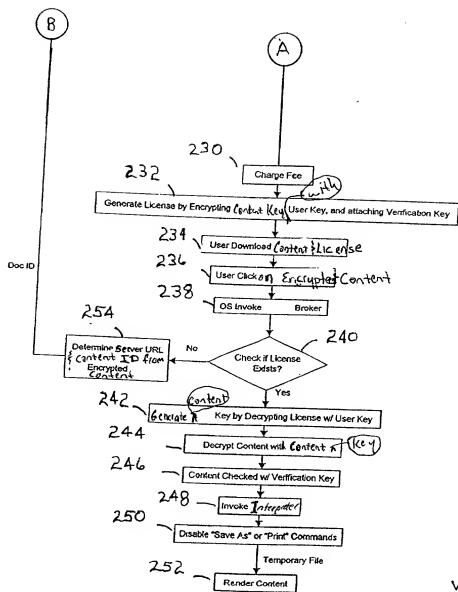 B
A
230
Charge Fee
232
with
Generate License by Encrypting Content Key User Key, and attaching Verification Key
234
User Download Content & License
236
User Click on Encrypted Content
238
OS Invoke Broker
Doc ID
254
240
Determine Server URL
& Content ID from
Encrypted
Content
No
Check if License
Exists?
Yes
242
Content
Generate Key by Decrypting License w/ User Key
244
Decrypt Content with Content Key
246
Content Checked w/ Verification Key
248
Invoke Interpreter
250
Disable "Save As" or "Print" Commands
Temporary File
252
Render Content
V